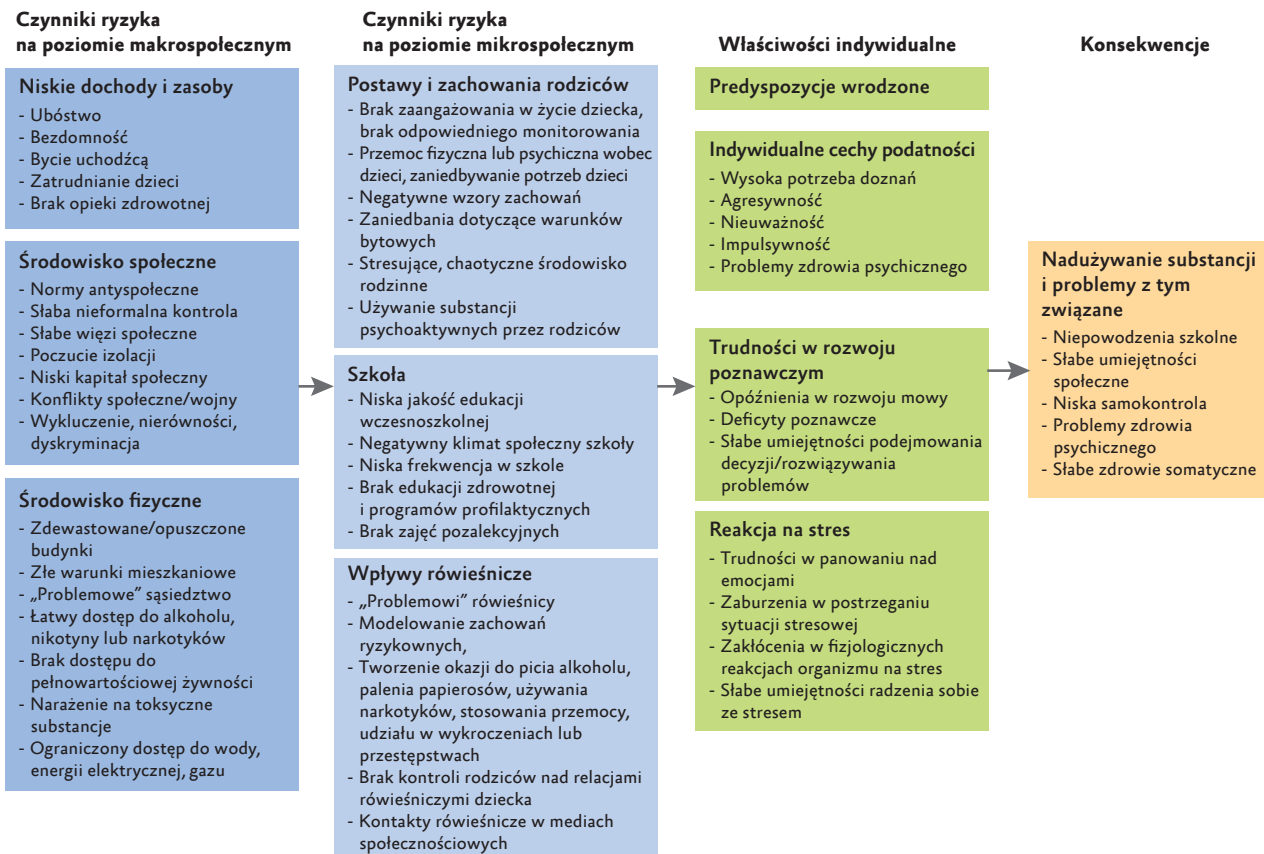 Czynniki ryzyka
na poziomie makrospołecznym
Niskie dochody i zasoby
- Ubóstwo
- Bezdomność
- Bycie uchodźcą
- Zatrudnianie dzieci
- Brak opieki zdrowotnej
Środowisko społeczne
- Normy antyspołeczne
- Słaba nieformalna kontrola
- Słabe więzi społeczne
- Poczucie izolacji
- Niski kapitał społeczny
- Konflikty społeczne/wojny
- Wykluczenie, nierówności,
dyskryminacja
Środowisko fizyczne
- Zdewastowane/opuszczone
budynki
- Złe warunki mieszkaniowe
- „Problemowe” sąsiedztwo
- Łatwy dostęp do alkoholu,
nikotyny lub narkotyków
- Brak dostępu do
pełnowartościowej żywności
- Narażenie na toksyczne
substancje
- Ograniczony dostęp do wody,
energii elektrycznej, gazu
Czynniki ryzyka
na poziomie mikrospołecznym
Postawy i zachowania rodziców
- Brak zaangażowania w życie dziecka,
brak odpowiedniego monitorowania
- Przemoc fizyczna lub psychiczna wobec
dzieci, zaniedbywanie potrzeb dzieci
- Negatywne wzory zachowań
- Zaniedbania dotyczące warunków
bytowych
- Stresujące, chaotyczne środowisko
rodzinne
- Używanie substancji
psychoaktywnych przez rodziców
Szkoła
- Niska jakość edukacji
wczesnoszkolnej
- Negatywny klimat społeczny szkoły
- Niska frekwencja w szkole
- Brak edukacji zdrowotnej
i programów profilaktycznych
- Brak zajęć pozalekcyjnych
Wpływy rówieśnicze
- „Problemowi” rówieśnicy
- Modelowanie zachowań
ryzykownych,
- Tworzenie okazji do picia alkoholu,
palenia papierosów, używania
narkotyków, stosowania przemocy,
udziału w wykroczeniach lub
przestępstwach
- Brak kontroli rodziców nad relacjami
rówieśniczymi dziecka
- Kontakty rówieśnicze w mediach
społecznościowych
Właściwości indywidualne
Predyspozycje wrodzone
Indywidualne cechy podatności
- Wysoka potrzeba doznań
- Agresywność
- Nieuważność
- Impulsywność
- Problemy zdrowia psychicznego
Trudności w rozwoju
poznawczym
- Opóźnienia w rozwoju mowy
- Deficyty poznawcze
- Słabe umiejętności podejmowania
decyzji/rozwiązywania
problemów
Reakcja na stres
- Trudności w panowaniu nad
emocjami
- Zaburzenia w postrzeganiu
sytuacji stresowej
- Zakłócenia w fizjologicznych
reakcjach organizmu na stres
- Słabe umiejętności radzenia sobie
ze stresem
Konsekwencje
Nadużywanie substancji
i problemy z tym
związane
- Niepowodzenia szkolne
- Słabe umiejętności
społeczne
- Niska samokontrola
- Problemy zdrowia
psychicznego
- Słabe zdrowie somatyczne